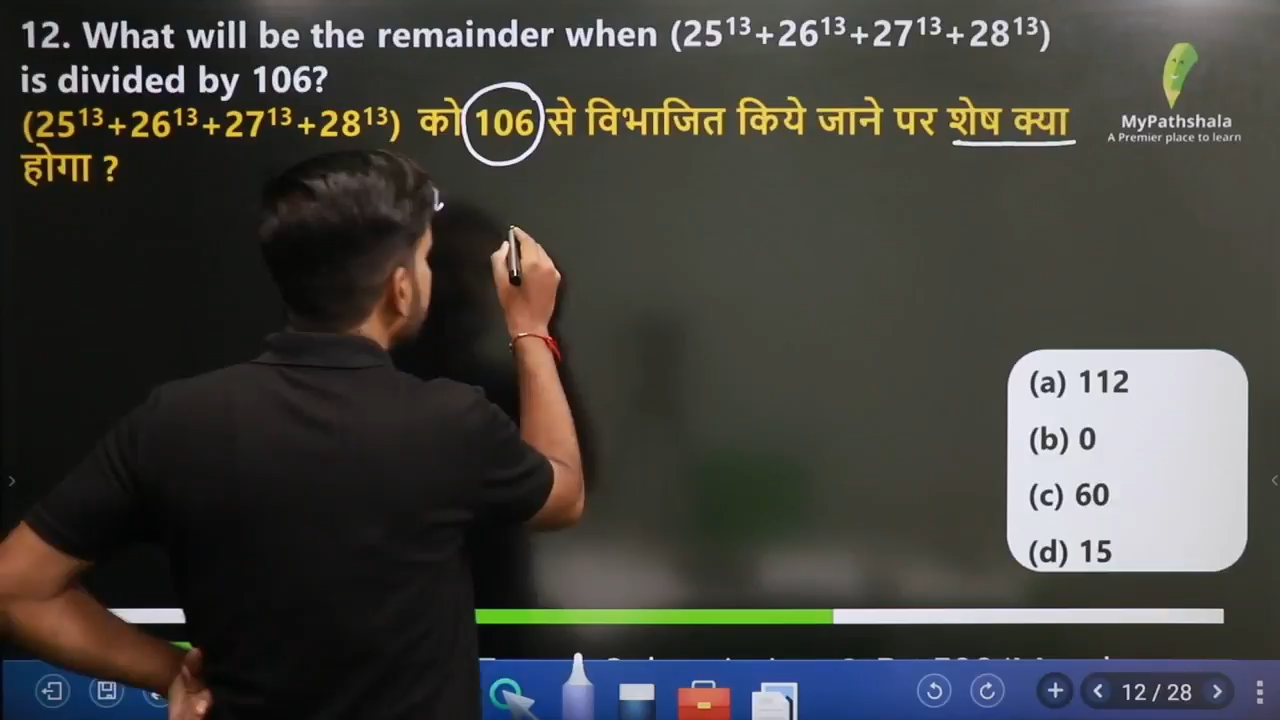 12. What will be the remainder when (25¹³+26¹³+27¹³+28¹³)
is divided by 106?
(25¹³+26¹³+27¹³+28¹³) को 106 से विभाजित किये जाने पर शेष क्या
होगा ?
MyPathshala
A Premier place to learn
(a) 112
(b) 0
(c) 60
(d) 15
12 / 28